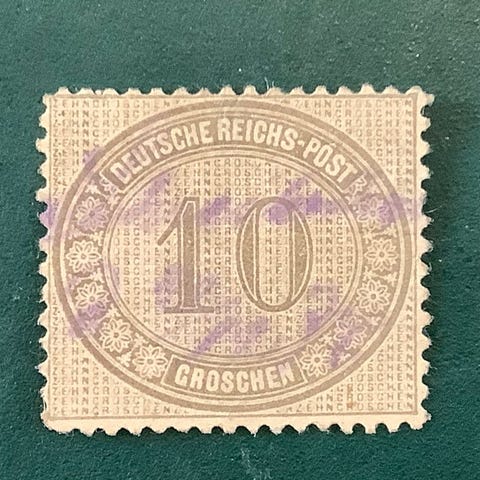 DEUTSCHE REICHS-POST
10
GROSCHEN